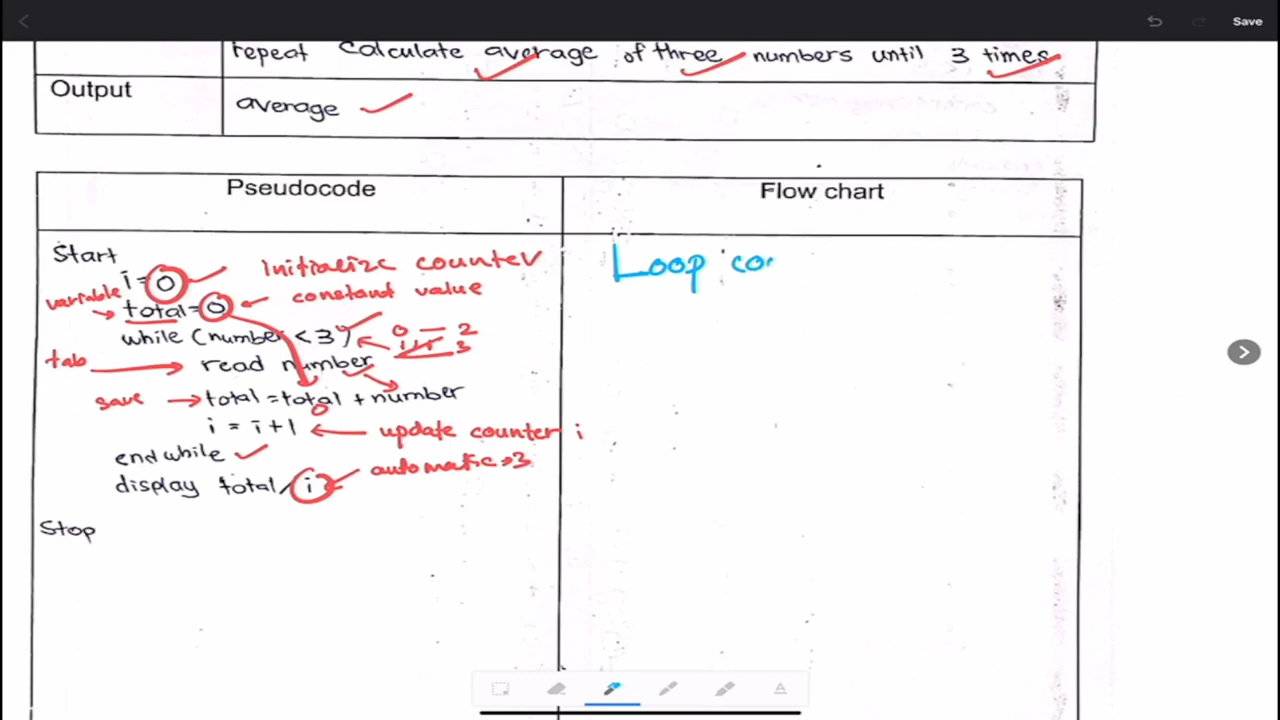 Save
repeat calculate average of three numbers until 3 times
Output
average
Pseudocode
Flow chart
Start
i = 0
initialize counter
variable
total = 0
constant value
while (number < 3)
0 — 2
3
tab
read number
save
total = total + number
0
i = i + 1
update counter i
endwhile
automatic → 3
display total / i
Stop
Loop co